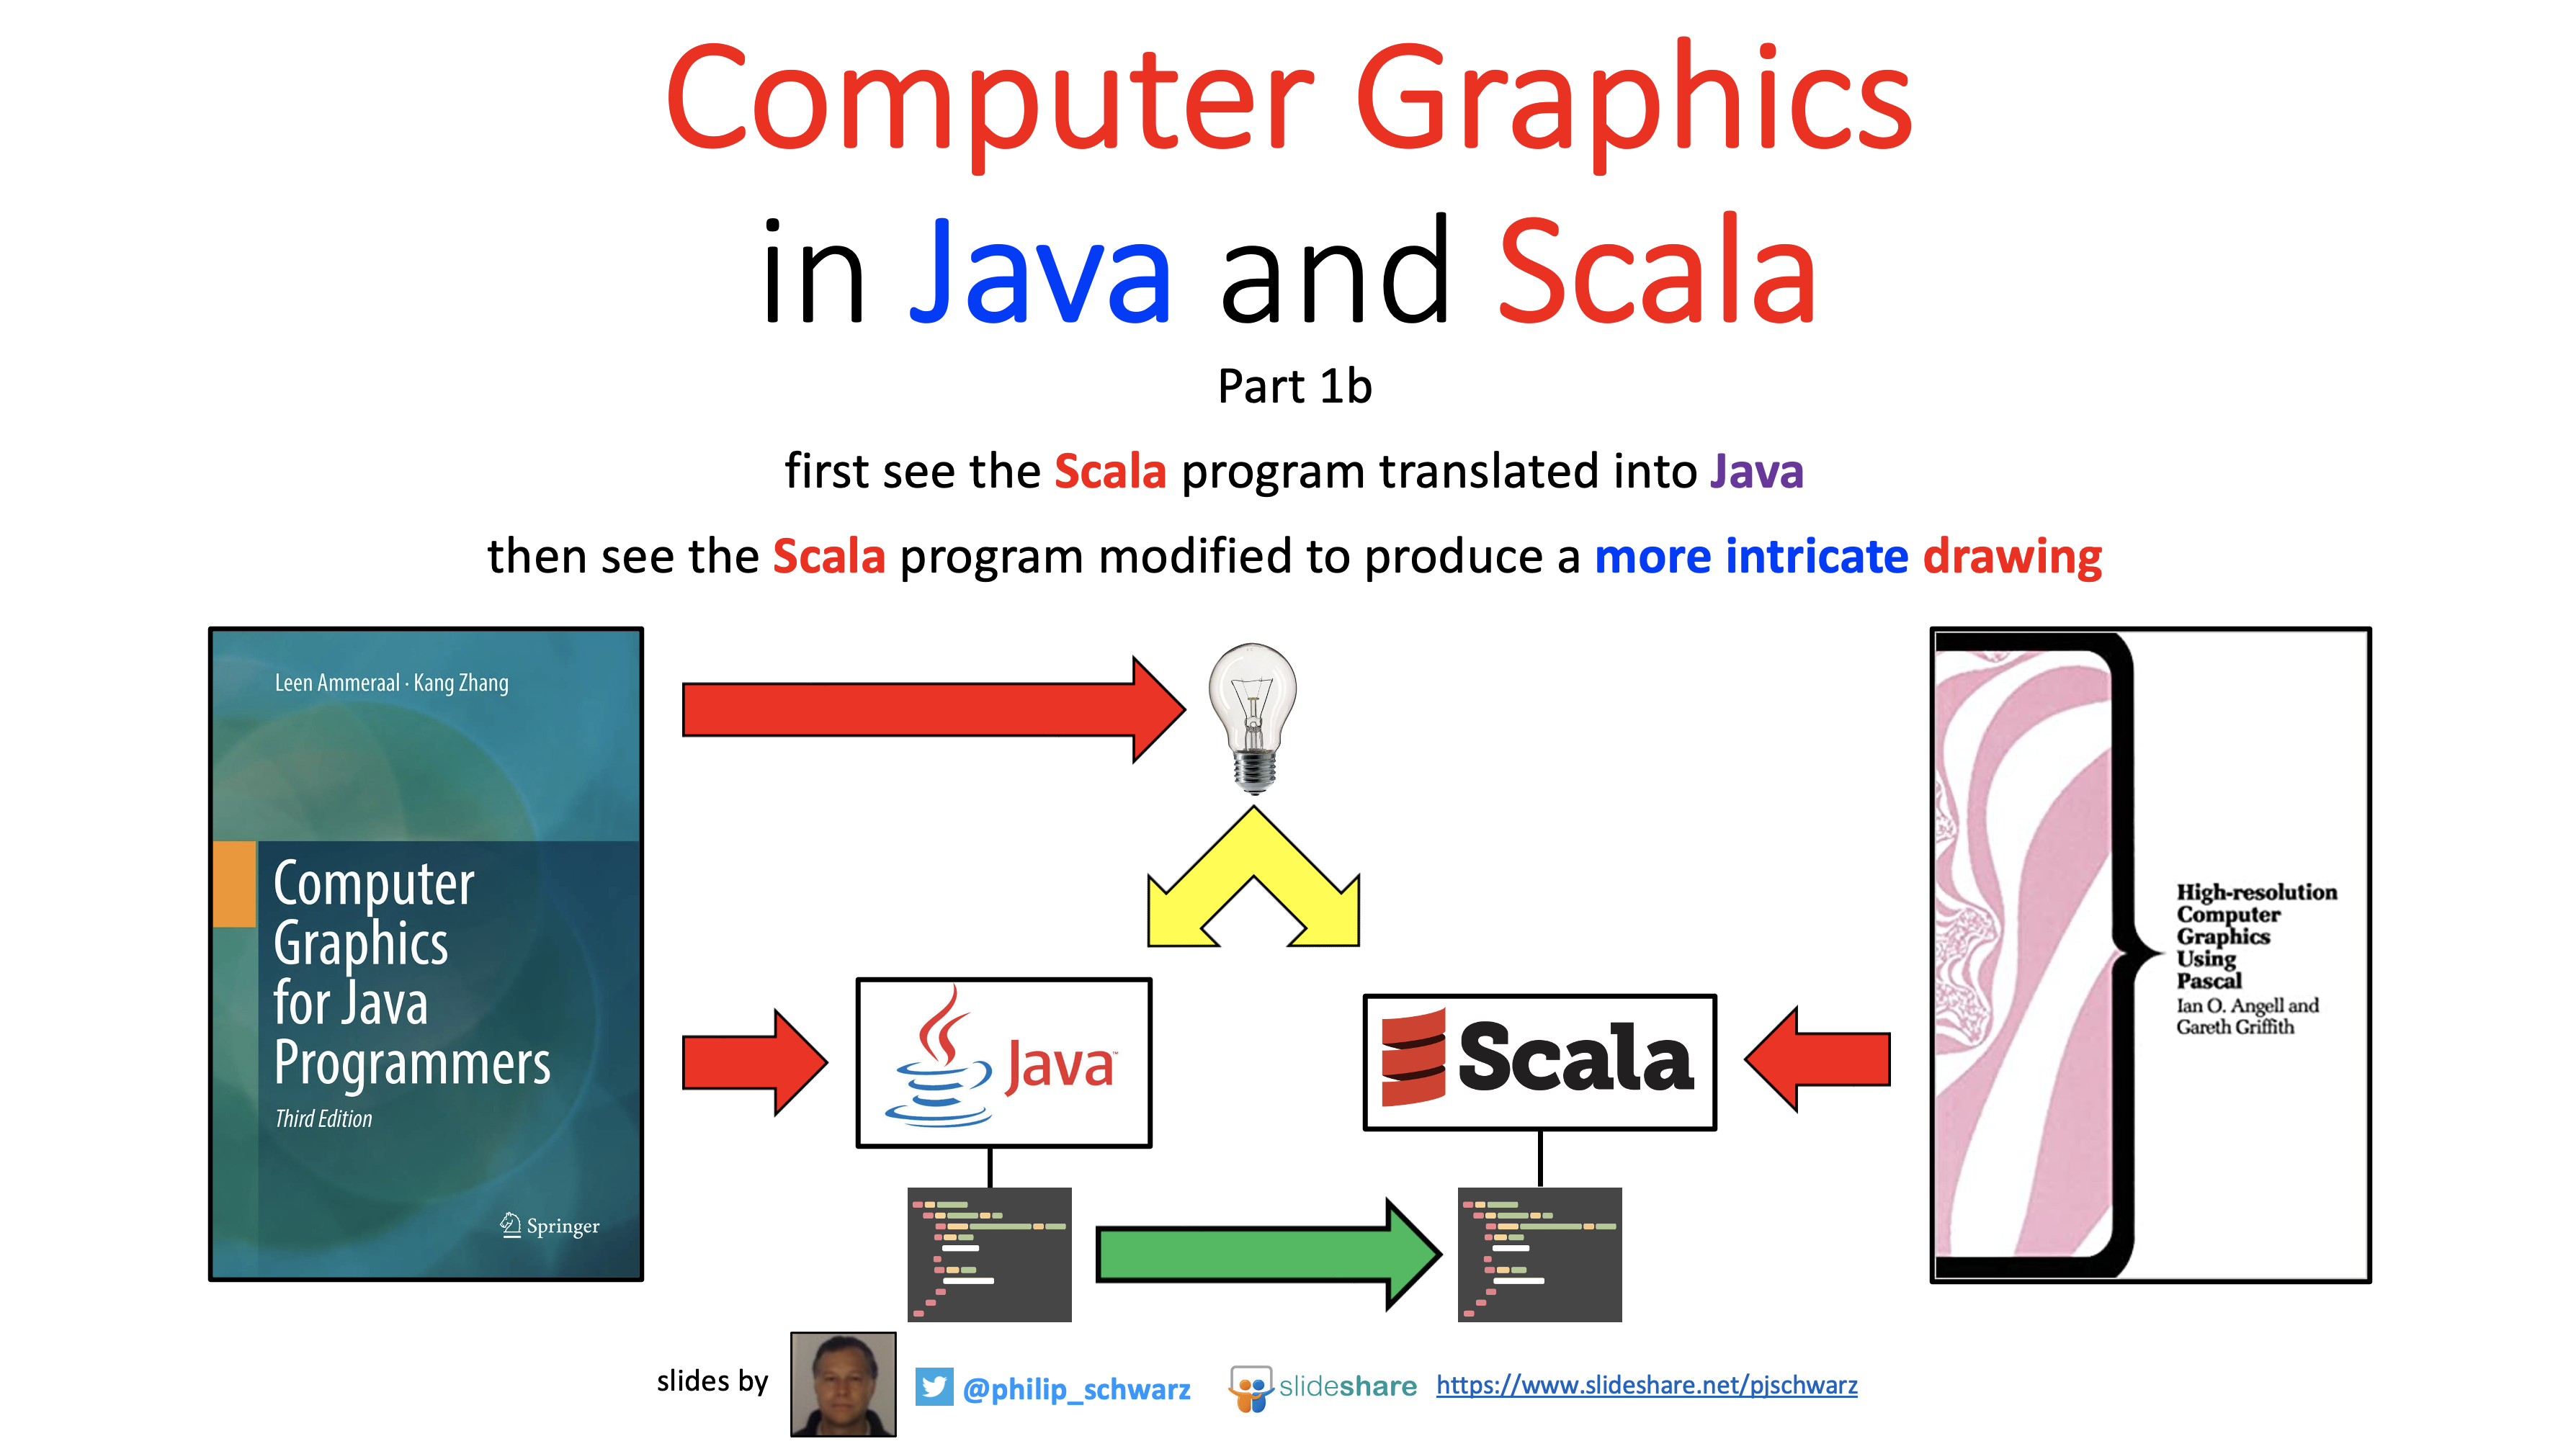 Computer Graphics
in Java and Scala
Part 1b
first see the Scala program translated into Java
then see the Scala program modified to produce a more intricate drawing
Leen Ammeraal · Kang Zhang
Computer
Graphics
for Java
Programmers
Third Edition
Springer
Java™
Scala
High-resolution
Computer
Graphics
Using
Pascal
Ian O. Angell and
Gareth Griffith
slides by
@philip_schwarz
slideshare
https://www.slideshare.net/pjschwarz